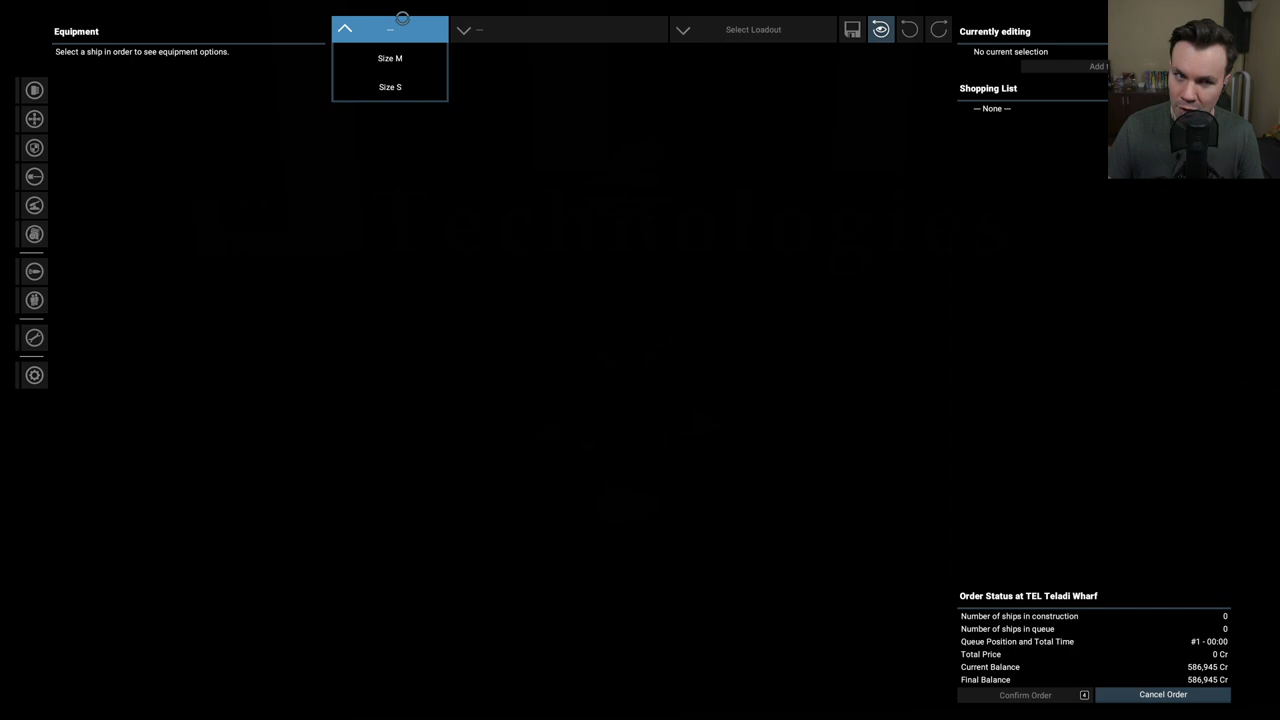 Equipment
Select a ship in order to see equipment options.
--
Size M
Size S
--
Select Loadout
Currently editing
No current selection
Add t
Shopping List
--- None ---
Technologies
Order Status at TEL Teladi Wharf
Number of ships in construction 0
Number of ships in queue 0
Queue Position and Total Time #1 - 00:00
Total Price 0 Cr
Current Balance 586,945 Cr
Final Balance 586,945 Cr
Confirm Order 4
Cancel Order